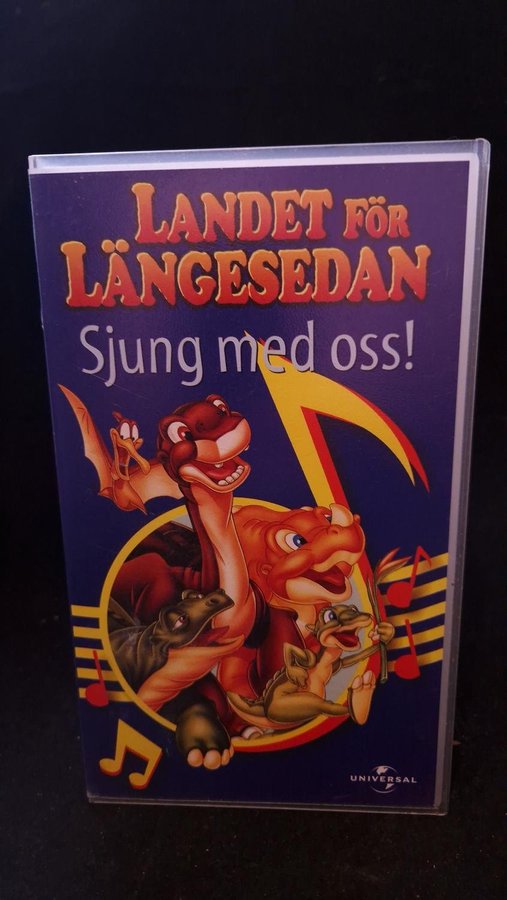 LANDET FÖR
LÄNGESEDAN
Sjung med oss!
UNIVERSAL